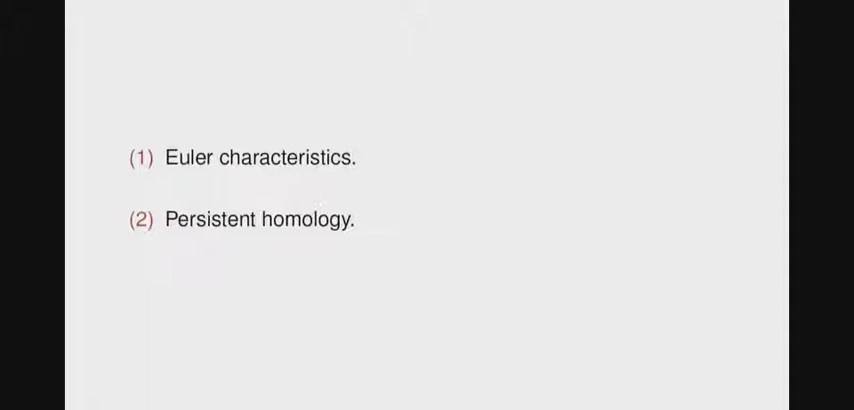 (1) Euler characteristics.
(2) Persistent homology.